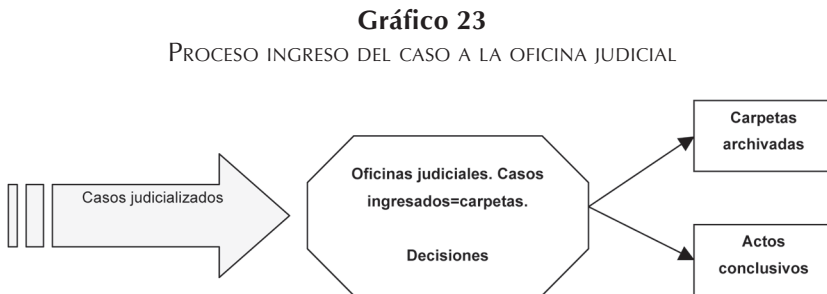 Gráfico 23
Proceso ingreso del caso a la oficina judicial
Casos judicializados
Oficinas judiciales. Casos
ingresados=carpetas.
Decisiones
Carpetas
archivadas
Actos
conclusivos